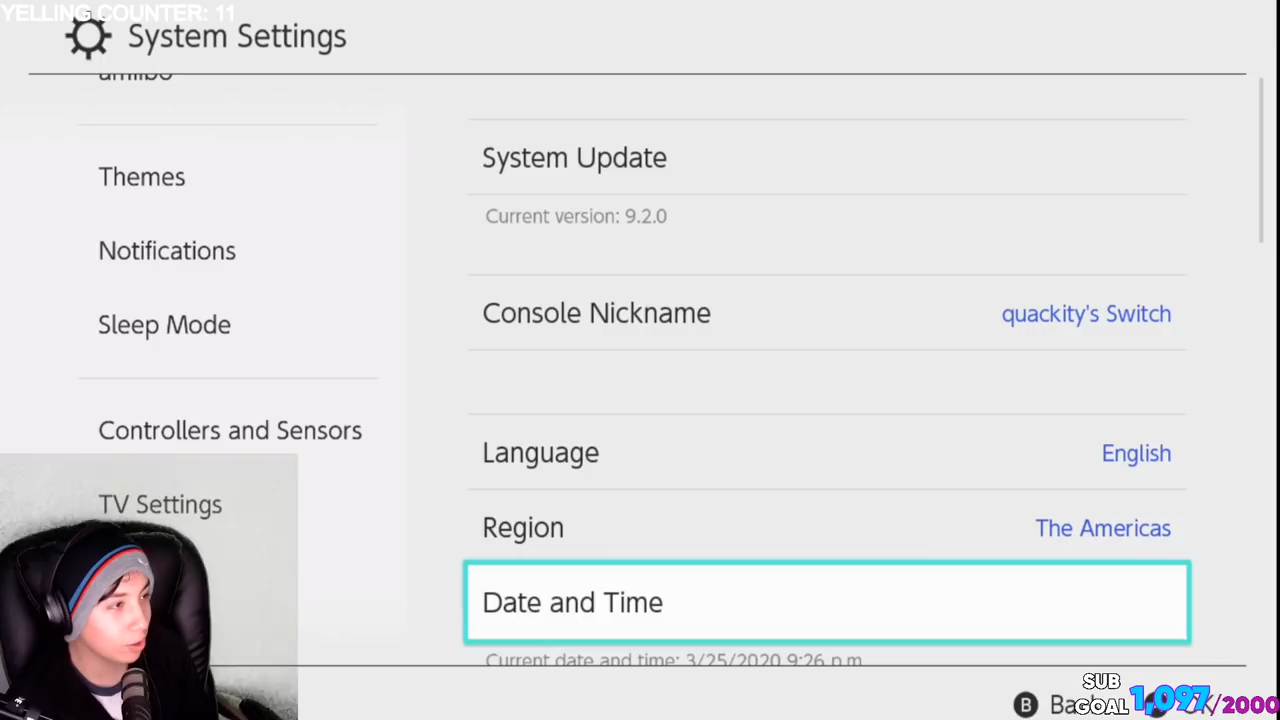 YELLING COUNTER: 11
System Settings
amiibo
Themes
Notifications
Sleep Mode
Controllers and Sensors
TV Settings
System Update
Current version: 9.2.0
Console Nickname quackity's Switch
Language English
Region The Americas
Date and Time
Current date and time: 3/25/2020 9:26 p.m.
B Back
SUB
GOAL 1,097/2000